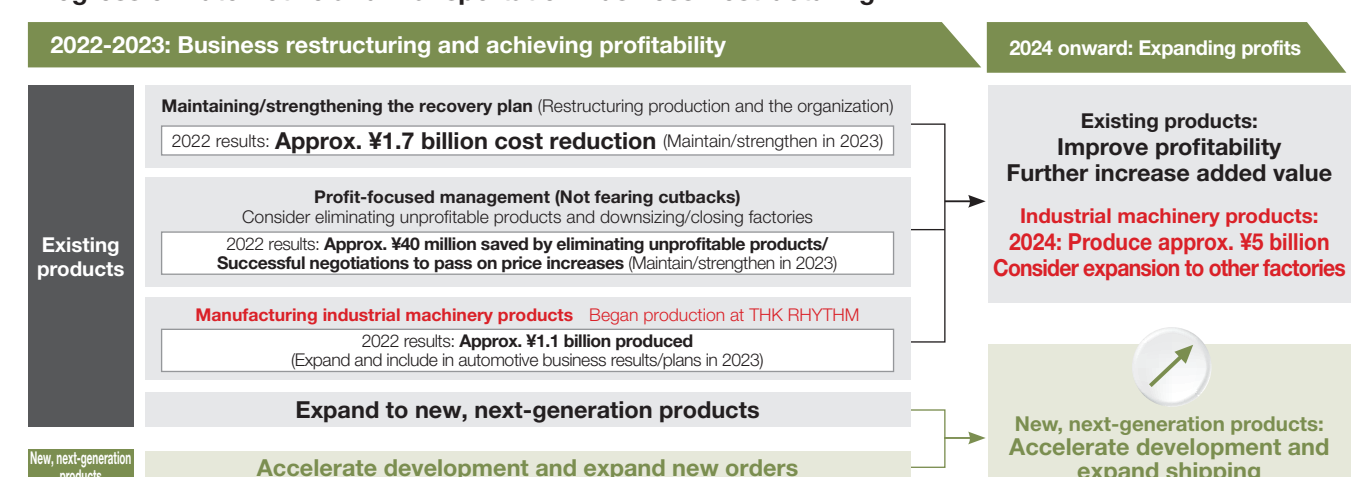 2022-2023: Business restructuring and achieving profitability
2024 onward: Expanding profits
Existing
products
Maintaining/strengthening the recovery plan (Restructuring production and the organization)
2022 results: Approx. ¥1.7 billion cost reduction (Maintain/strengthen in 2023)
Profit-focused management (Not fearing cutbacks)
Consider eliminating unprofitable products and downsizing/closing factories
2022 results: Approx. ¥40 million saved by eliminating unprofitable products/
Successful negotiations to pass on price increases (Maintain/strengthen in 2023)
Manufacturing industrial machinery products Began production at THK RHYTHM
2022 results: Approx. ¥1.1 billion produced
(Expand and include in automotive business results/plans in 2023)
Expand to new, next-generation products
Existing products:
Improve profitability
Further increase added value
Industrial machinery products:
2024: Produce approx. ¥5 billion
Consider expansion to other factories
New, next-generation
products
Accelerate development and expand new orders
New, next-generation products:
Accelerate development and
expand shipping